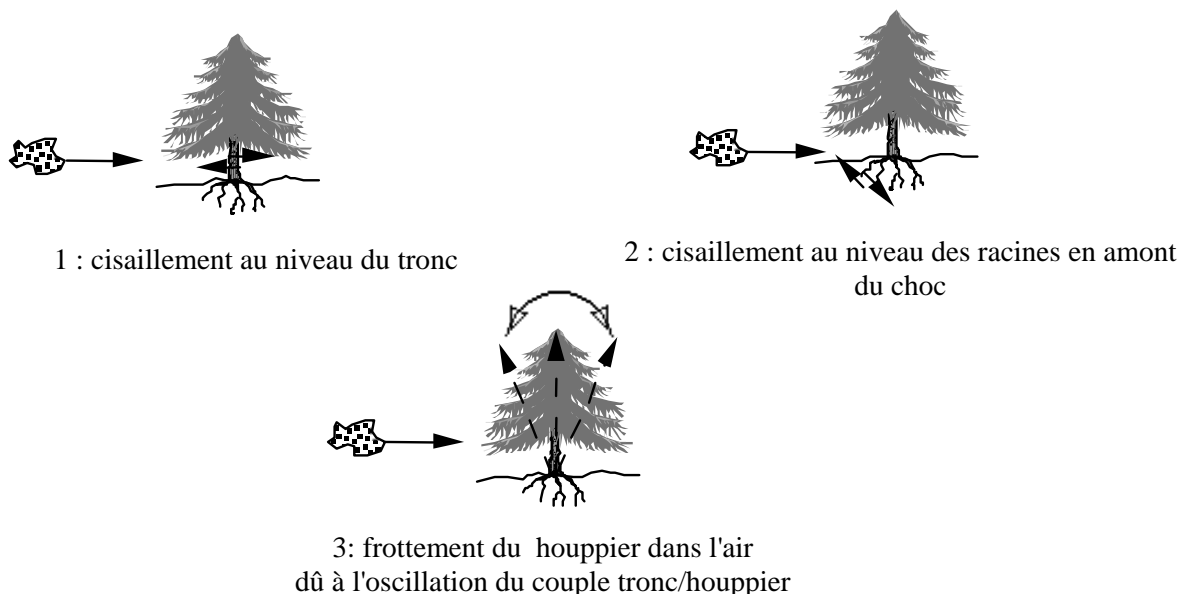 1 : cisaillement au niveau du tronc
2 : cisaillement au niveau des racines en amont
du choc
3: frottement du houppier dans l'air
dû à l'oscillation du couple tronc/houppier